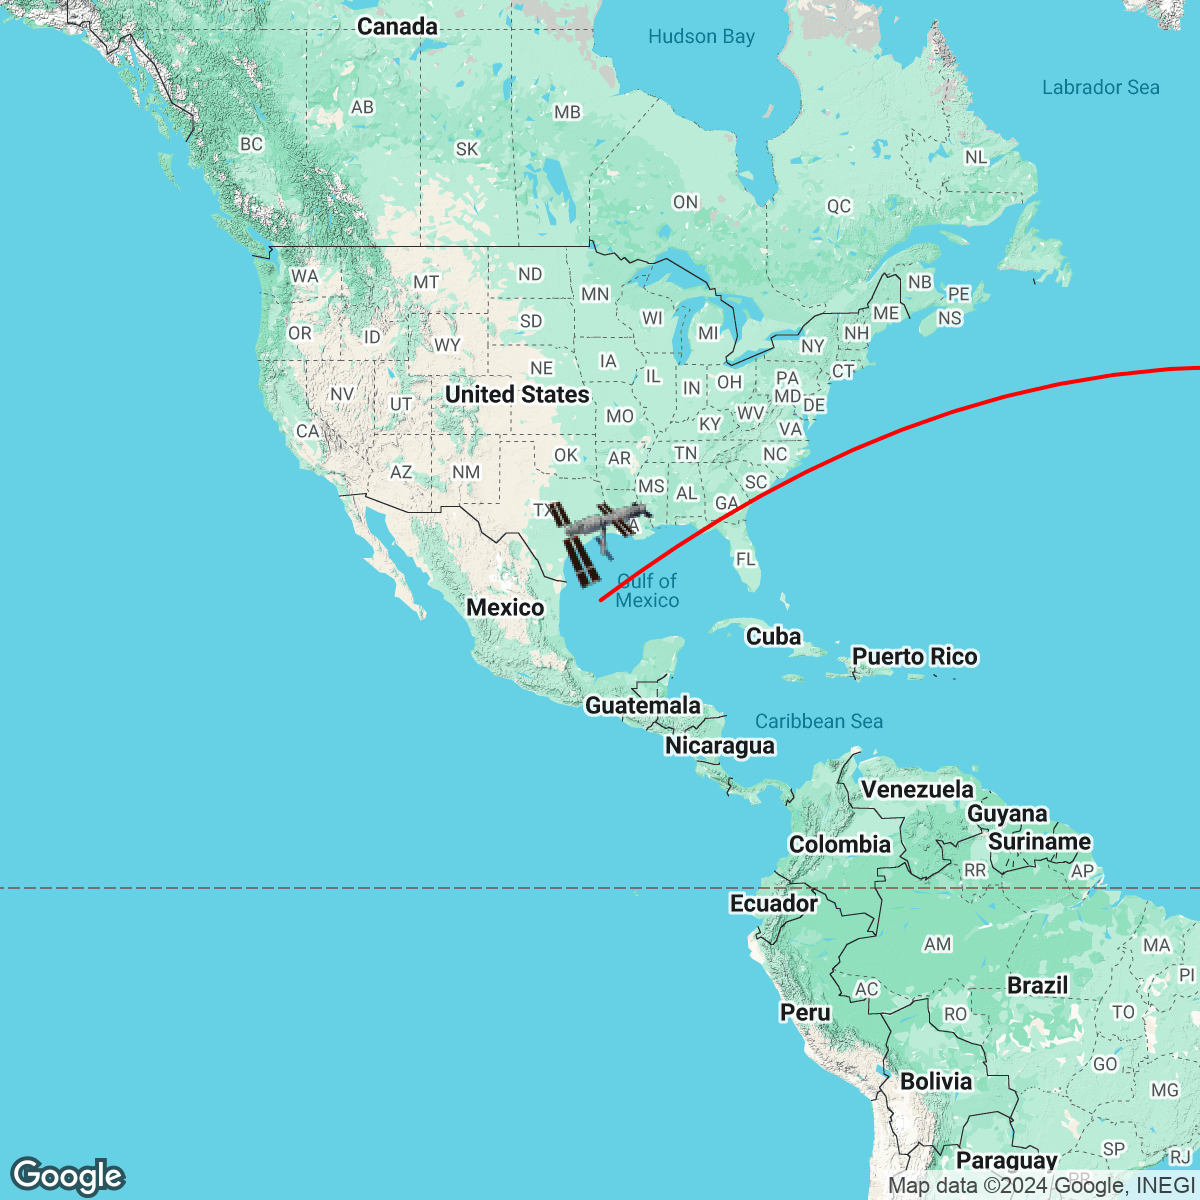 Canada
Hudson Bay
Labrador Sea
AB
MB
BC
SK
NL
ON
QC
WA
MT
ND
MN
NB
PE
NS
OR
ID
SD
WI
MI
ME
NH
WY
NY
NE
IA
IL
IN
OH
PA
CT
NV
UT
United States
MO
MD
DE
KY
WV
VA
CA
AZ
NM
OK
AR
TN
NC
MS
AL
GA
SC
TX
FL
Gulf of
Mexico
Mexico
Cuba
Puerto Rico
Guatemala
Caribbean Sea
Nicaragua
Venezuela
Guyana
Suriname
Colombia
RR
AP
Ecuador
AM
MA
PI
Brazil
AC
Peru
RO
TO
GO
Bolivia
MG
SP
RJ
Paraguay
PR
Google
Map data ©2024 Google, INEGI